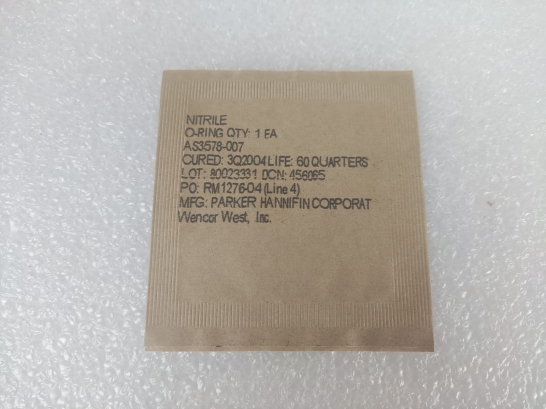 NITRILE
O-RING QTY: 1 EA
AS3578-007
CURED: 3Q2004 LIFE: 60 QUARTERS
LOT: 80023331 DCN: 456065
PO: RM1276-04 (Line 4)
MFG: PARKER HANNIFIN CORPORAT
Wencor West, Inc.